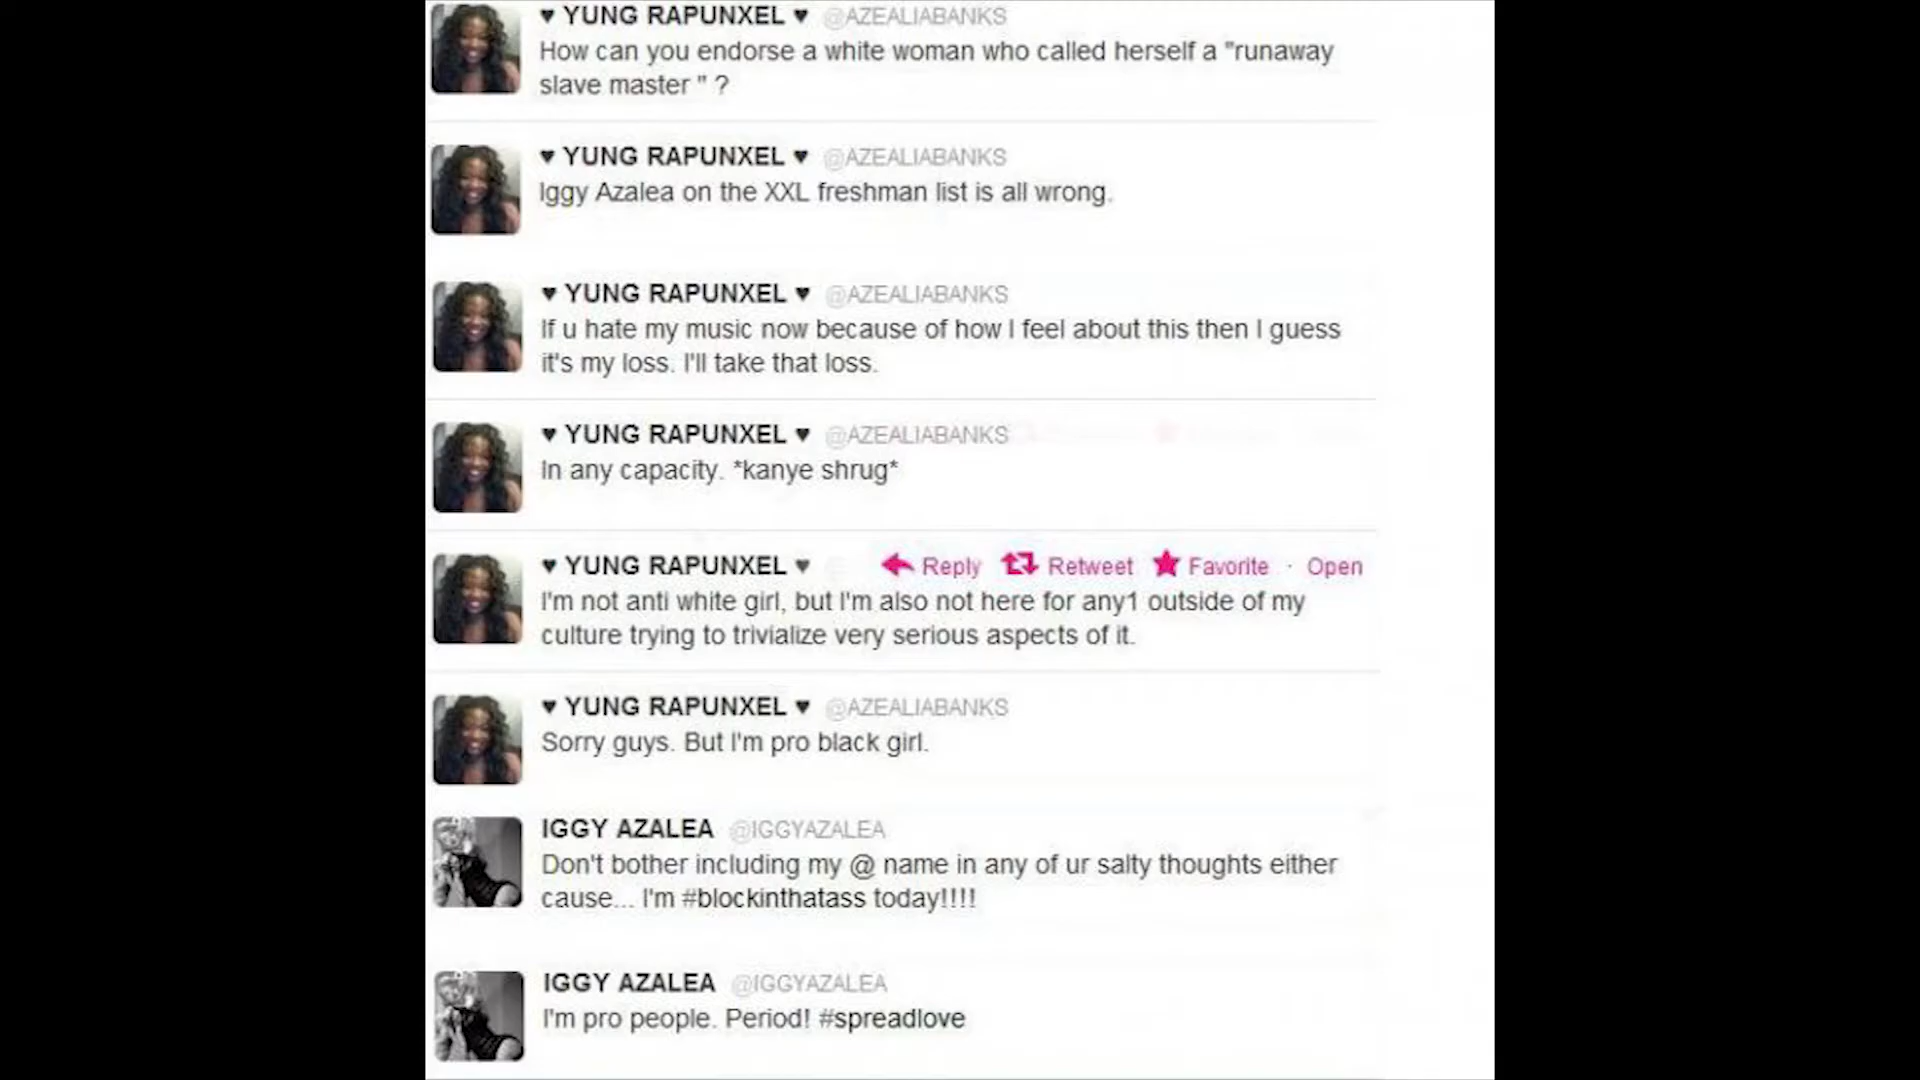 ♥ YUNG RAPUNXEL ♥ @AZEALIABANKS
How can you endorse a white woman who called herself a "runaway
slave master " ?
♥ YUNG RAPUNXEL ♥ @AZEALIABANKS
Iggy Azalea on the XXL freshman list is all wrong.
♥ YUNG RAPUNXEL ♥ @AZEALIABANKS
If u hate my music now because of how I feel about this then I guess
it's my loss. I'll take that loss.
♥ YUNG RAPUNXEL ♥ @AZEALIABANKS
In any capacity. *kanye shrug*
♥ YUNG RAPUNXEL ♥ Reply Retweet Favorite · Open
I'm not anti white girl, but I'm also not here for any1 outside of my
culture trying to trivialize very serious aspects of it.
♥ YUNG RAPUNXEL ♥ @AZEALIABANKS
Sorry guys. But I'm pro black girl.
IGGY AZALEA @IGGYAZALEA
Don't bother including my @ name in any of ur salty thoughts either
cause... I'm #blockinthatass today!!!!
IGGY AZALEA @IGGYAZALEA
I'm pro people. Period! #spreadlove